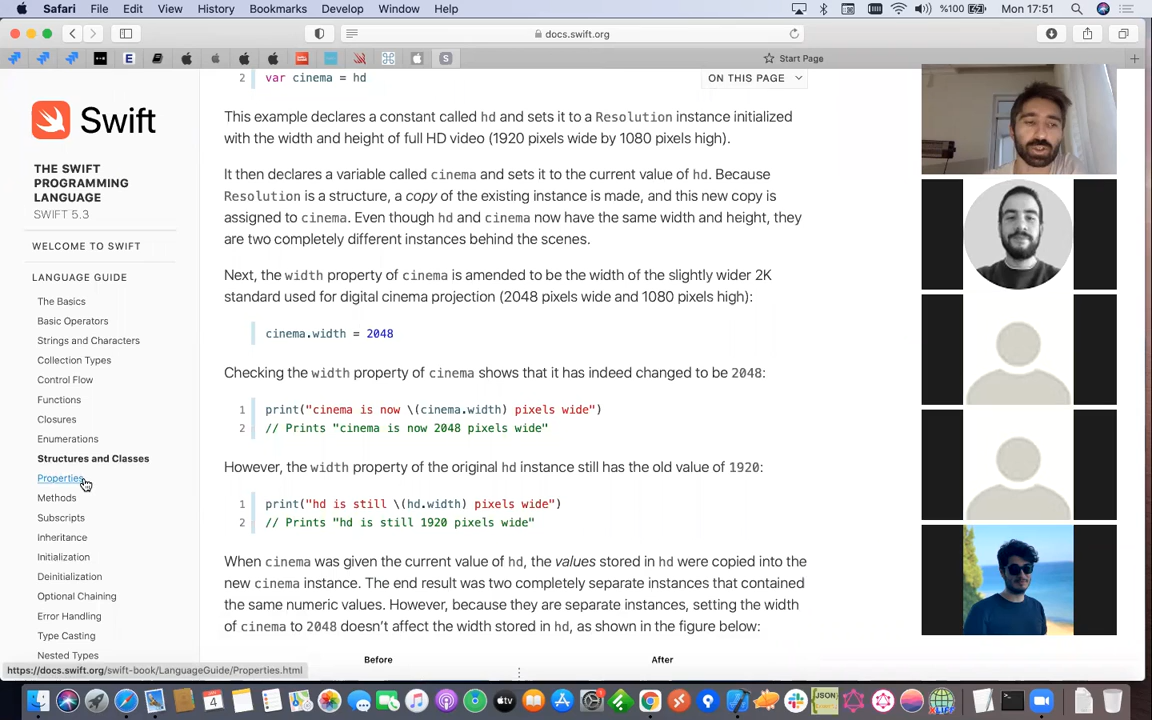 Safari File Edit View History Bookmarks Develop Window Help %100 Mon 17:51
docs.swift.org
E S Start Page
2 var cinema = hd
ON THIS PAGE
Swift
THE SWIFT
PROGRAMMING
LANGUAGE
SWIFT 5.3
WELCOME TO SWIFT
LANGUAGE GUIDE
The Basics
Basic Operators
Strings and Characters
Collection Types
Control Flow
Functions
Closures
Enumerations
Structures and Classes
Properties
Methods
Subscripts
Inheritance
Initialization
Deinitialization
Optional Chaining
Error Handling
Type Casting
Nested Types
This example declares a constant called hd and sets it to a Resolution instance initialized
with the width and height of full HD video (1920 pixels wide by 1080 pixels high).
It then declares a variable called cinema and sets it to the current value of hd. Because
Resolution is a structure, a copy of the existing instance is made, and this new copy is
assigned to cinema. Even though hd and cinema now have the same width and height, they
are two completely different instances behind the scenes.
Next, the width property of cinema is amended to be the width of the slightly wider 2K
standard used for digital cinema projection (2048 pixels wide and 1080 pixels high):
cinema.width = 2048
Checking the width property of cinema shows that it has indeed changed to be 2048:
1 print("cinema is now \(cinema.width) pixels wide")
2 // Prints "cinema is now 2048 pixels wide"
However, the width property of the original hd instance still has the old value of 1920:
1 print("hd is still \(hd.width) pixels wide")
2 // Prints "hd is still 1920 pixels wide"
When cinema was given the current value of hd, the values stored in hd were copied into the
new cinema instance. The end result was two completely separate instances that contained
the same numeric values. However, because they are separate instances, setting the width
of cinema to 2048 doesn't affect the width stored in hd, as shown in the figure below:
Before After
https://docs.swift.org/swift-book/LanguageGuide/Properties.html
4
tv
JSON